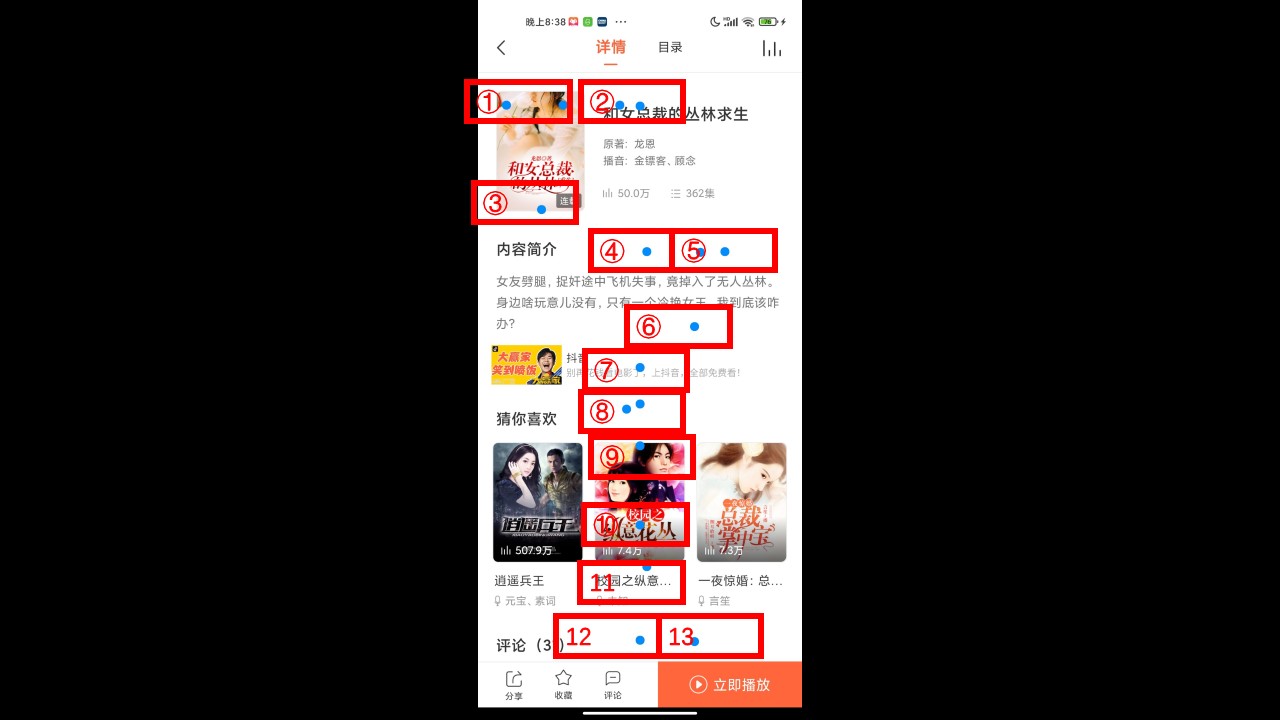 晚上8:38 ··· 76
详情 目录
① ②
和女总裁的丛林求生
原著：龙恩
播音：金镖客、顾念
50.0万 362集
和女总裁
③
④ ⑤
内容简介
女友劈腿，捉奸途中飞机失事，竟掉入了无人丛林。
身边啥玩意儿没有，只有一个冷艳女王，我到底该咋
办？
⑥
大赢家
笑到喷饭
抖音
⑦
上抖音，全部免费看！
⑧
猜你喜欢
⑨
逍遥兵王
校园之
纵意花丛
⑩
一夜惊婚
总裁
掌中宝
507.9万 7.4万 7.3万
11
逍遥兵王 校园之纵意... 一夜惊婚：总...
元宝、素词 言笙
12 13
评论（3
分享 收藏 评论 立即播放